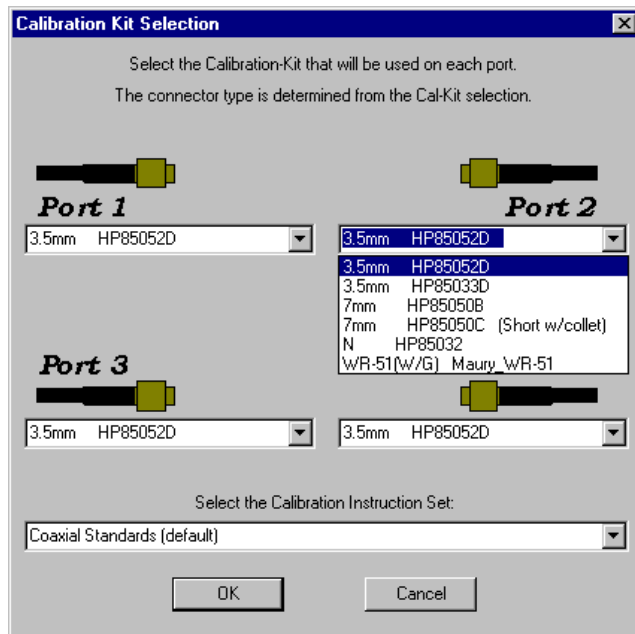 Calibration Kit Selection
Select the Calibration-Kit that will be used on each port.
The connector type is determined from the Cal-Kit selection.
Port 1
Port 2
3.5mm HP85052D
3.5mm HP85052D
3.5mm HP85052D
3.5mm HP85033D
7mm HP85050B
7mm HP85050C (Short w/collet)
N HP85032
WR-51(W/G) Maury_WR-51
Port 3
3.5mm HP85052D
3.5mm HP85052D
Select the Calibration Instruction Set:
Coaxial Standards (default)
OK
Cancel